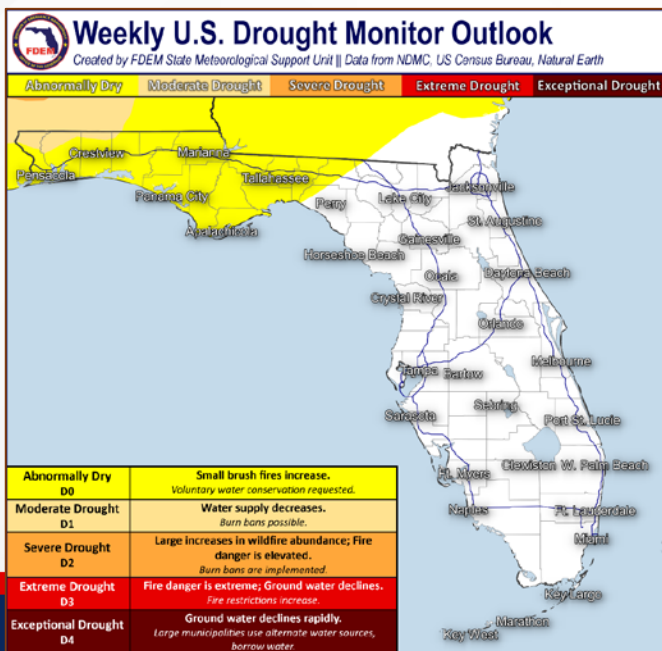 FDEM
Weekly U.S. Drought Monitor Outlook
Created by FDEM State Meteorological Support Unit || Data from NDMC, US Census Bureau, Natural Earth
Abnormally Dry Moderate Drought Severe Drought Extreme Drought Exceptional Drought
Crestview
Marianna
Pensacola
Tallahassee
Panama City
Apalachicola
Perry
Lake City
Jacksonville
St. Augustine
Gainesville
Horseshoe Beach
Ocala
Daytona Beach
Crystal River
Orlando
Melbourne
Tampa
Bartow
Sebring
Sarasota
Port St. Lucie
Ft. Myers
Clewiston
W. Palm Beach
Naples
Ft. Lauderdale
Miami
Key Largo
Marathon
Key West
Abnormally Dry
D0
Small brush fires increase.
Voluntary water conservation requested.
Moderate Drought
D1
Water supply decreases.
Burn bans possible.
Severe Drought
D2
Large increases in wildfire abundance; Fire
danger is elevated.
Burn bans are implemented.
Extreme Drought
D3
Fire danger is extreme; Ground water declines.
Fire restrictions increase.
Exceptional Drought
D4
Ground water declines rapidly.
Large municipalities use alternate water sources,
borrow water.